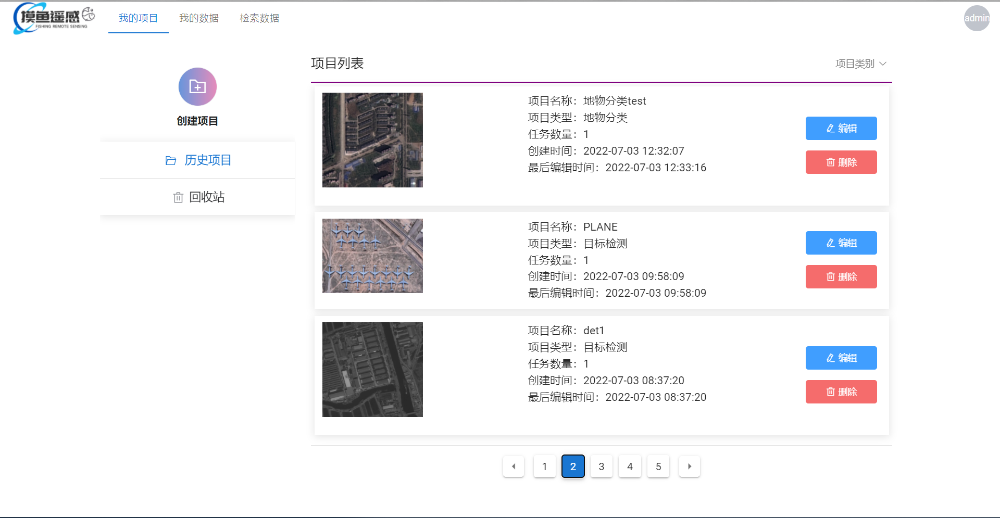 摸鱼遥感
FISHING REMOTE SENSING
我的项目
我的数据
检索数据
admin
创建项目
历史项目
回收站
项目列表
项目类别
项目名称：地物分类test
项目类型：地物分类
任务数量：1
创建时间：2022-07-03 12:32:07
最后编辑时间：2022-07-03 12:33:16
编辑
删除
项目名称：PLANE
项目类型：目标检测
任务数量：1
创建时间：2022-07-03 09:58:09
最后编辑时间：2022-07-03 09:58:09
编辑
删除
项目名称：det1
项目类型：目标检测
任务数量：1
创建时间：2022-07-03 08:37:20
最后编辑时间：2022-07-03 08:37:20
编辑
删除
1 2 3 4 5